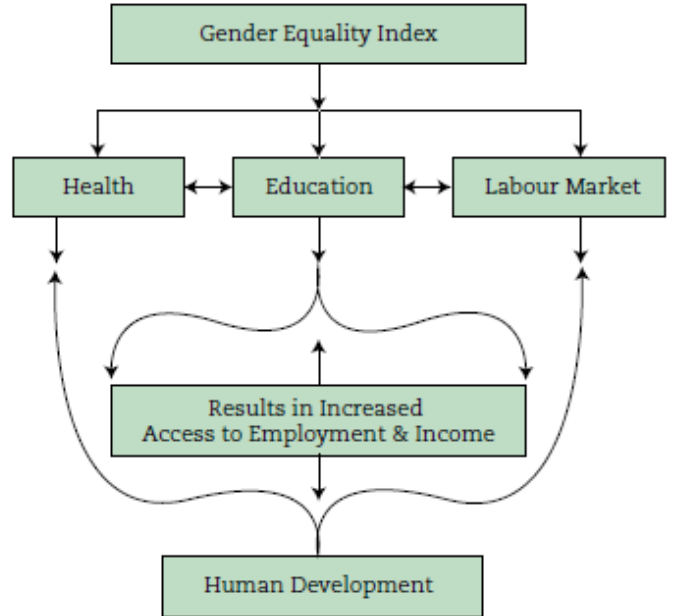 Gender Equality Index
Health
Education
Labour Market
Results in Increased
Access to Employment & Income
Human Development